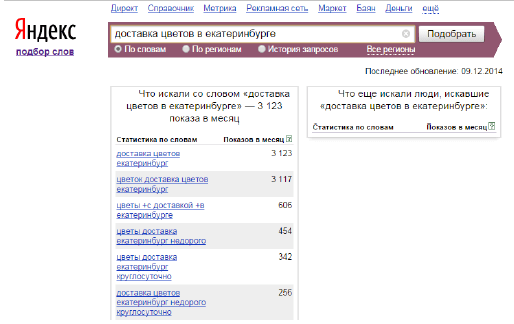 Директ Справочник Метрика Рекламная сеть Маркет Баян Деньги ещё
Яндекс
подбор слов
доставка цветов в екатеринбурге
Подобрать
По словам По регионам История запросов Все регионы
Последнее обновление: 09.12.2014
Что искали со словом «доставка
цветов в екатеринбурге» — 3 123
показа в месяц
Статистика по словам Показов в месяц ?
доставка цветов
екатеринбург 3 123
цветок доставка цветов
екатеринбург 3 117
цветы +с доставкой +в
екатеринбурге 606
цветы доставка
екатеринбург недорого 454
цветы доставка
екатеринбург
круглосуточно 342
доставка цветов
екатеринбург недорого
круглосуточно 256
Что еще искали люди, искавшие
«доставка цветов в екатеринбурге»:
Статистика по словам Показов в месяц ?